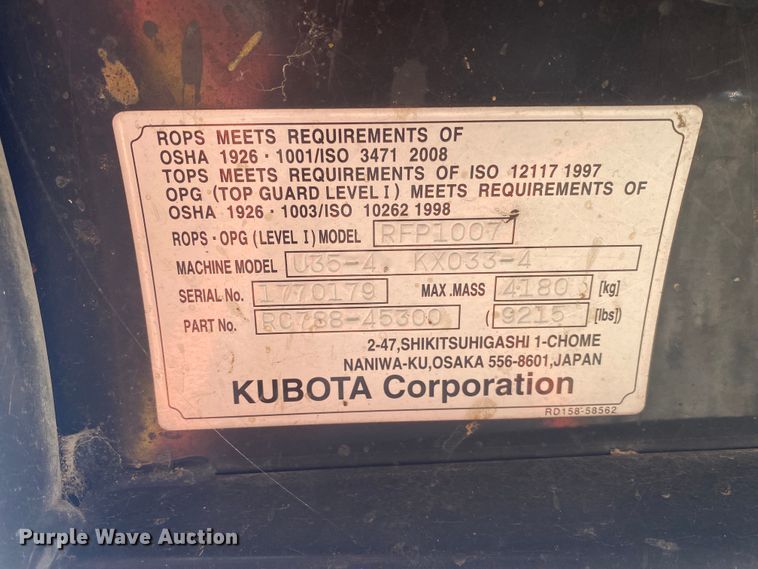 ROPS MEETS REQUIREMENTS OF
OSHA 1926・1001/ISO 3471 2008
TOPS MEETS REQUIREMENTS OF ISO 12117 1997
OPG (TOP GUARD LEVEL I) MEETS REQUIREMENTS OF
OSHA 1926・1003/ISO 10262 1998
ROPS・OPG (LEVEL I) MODEL RFP1007
MACHINE MODEL U35-4, KX033-4
SERIAL No. 1770179 MAX.MASS 4180 [kg]
PART No. RC788-45300 (9215 [lbs])
2-47,SHIKITSUHIGASHI 1-CHOME
NANIWA-KU,OSAKA 556-8601,JAPAN
KUBOTA Corporation
RD158-58562
Purple Wave Auction